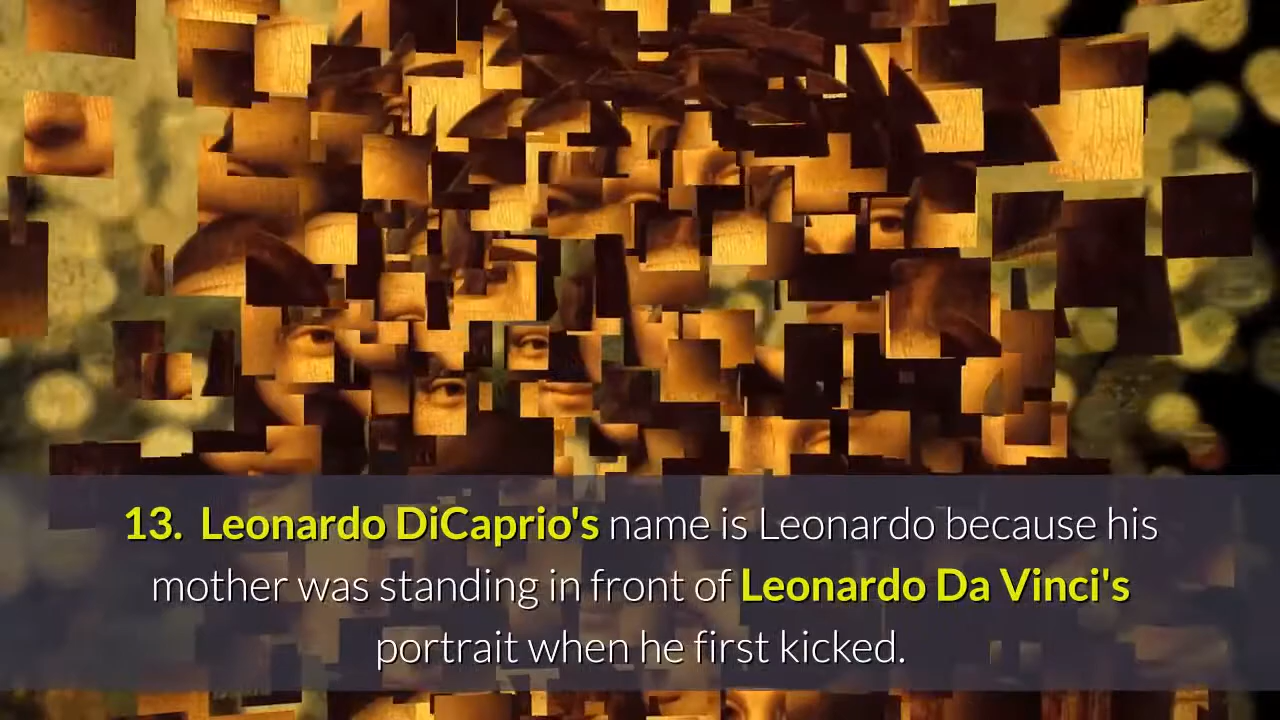 13. Leonardo DiCaprio's name is Leonardo because his
mother was standing in front of Leonardo Da Vinci's
portrait when he first kicked.